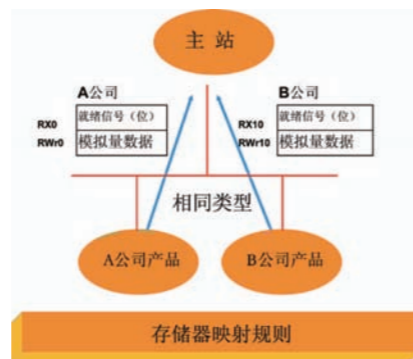 主 站
A公司
B公司
RX0
就绪信号（位）
RWr0
模拟量数据
RX10
就绪信号（位）
RWr10
模拟量数据
相同类型
A公司产品
B公司产品
存储器映射规则